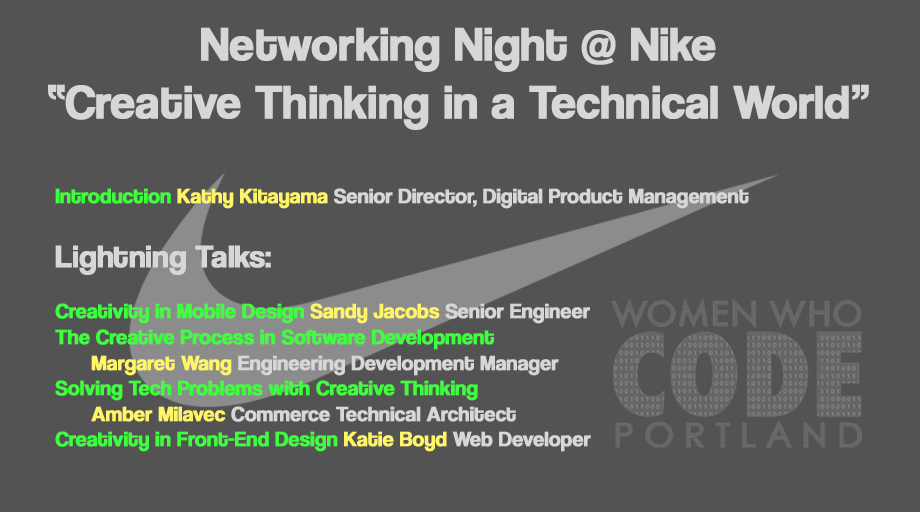 Networking Night @ Nike
“Creative Thinking in a Technical World”
Introduction Kathy Kitayama Senior Director, Digital Product Management
Lightning Talks:
Creativity in Mobile Design Sandy Jacobs Senior Engineer
The Creative Process in Software Development
Margaret Wang Engineering Development Manager
Solving Tech Problems with Creative Thinking
Amber Milavec Commerce Technical Architect
Creativity in Front-End Design Katie Boyd Web Developer
WOMEN WHO
CODE
PORTLAND